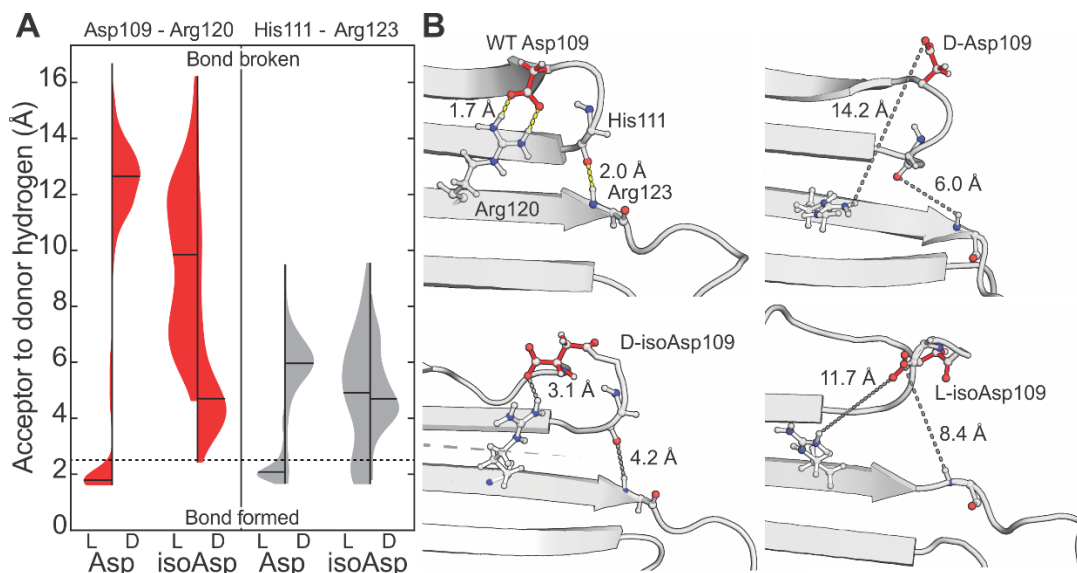 A
Asp109 - Arg120 His111 - Arg123
Bond broken
Acceptor to donor hydrogen (Å)
16
14
12
10
8
6
4
2
0
Bond formed
L D L D L D L D
Asp isoAsp Asp isoAsp
B
WT Asp109
1.7 Å
His111
2.0 Å
Arg123
Arg120
D-Asp109
14.2 Å
6.0 Å
D-isoAsp109
3.1 Å
4.2 Å
11.7 Å
L-isoAsp109
8.4 Å